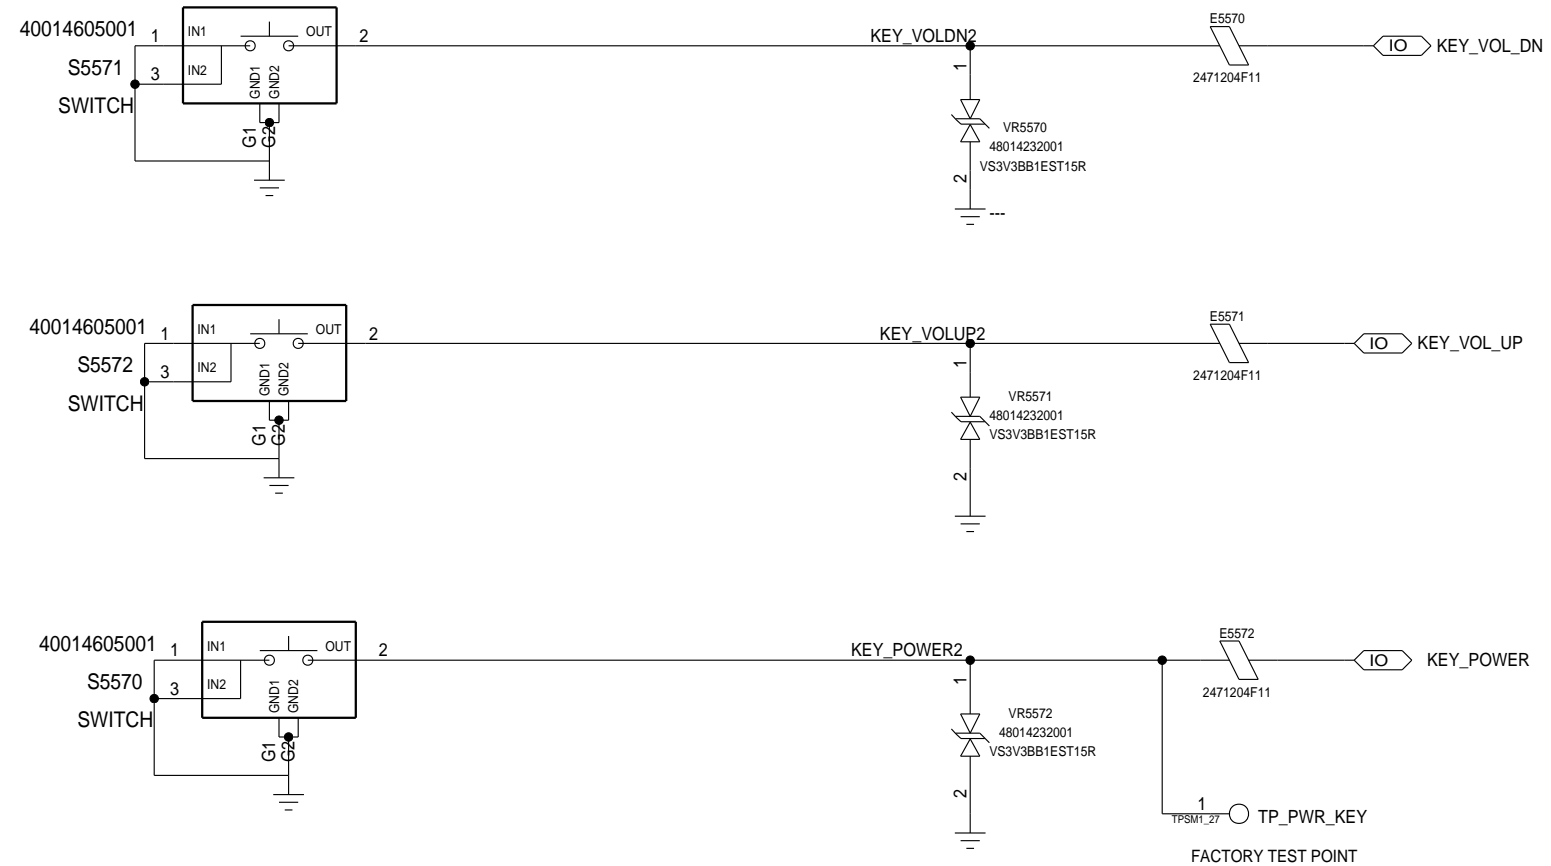 40014605001
S5571
SWITCH
1
3
IN1
IN2
OUT
GND1
GND2
G1
G2
2
KEY_VOLDN2
1
VR5570
48014232001
VS3V3BB1EST15R
2
---
E5570
2471204F11
IO
KEY_VOL_DN
40014605001
S5572
SWITCH
1
3
IN1
IN2
OUT
GND1
GND2
G1
G2
2
KEY_VOLUP2
1
VR5571
48014232001
VS3V3BB1EST15R
2
E5571
2471204F11
IO
KEY_VOL_UP
40014605001
S5570
SWITCH
1
3
IN1
IN2
OUT
GND1
GND2
G1
G2
2
KEY_POWER2
1
VR5572
48014232001
VS3V3BB1EST15R
2
E5572
2471204F11
IO
KEY_POWER
1
TPSM1_27
TP_PWR_KEY
FACTORY TEST POINT